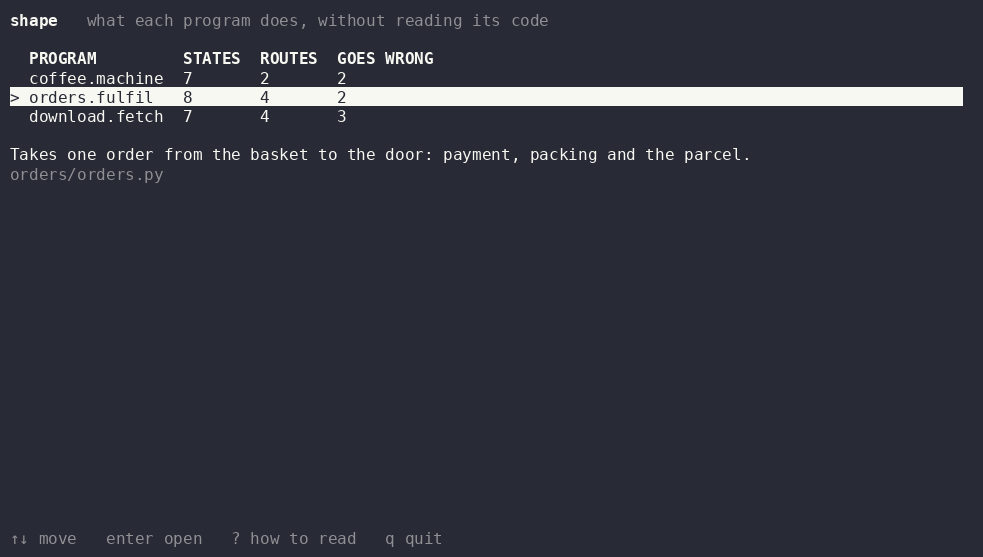 shape   what each program does, without reading its code
PROGRAM         STATES  ROUTES  GOES WRONG
coffee.machine  7       2       2
> orders.fulfil   8       4       2
download.fetch  7       4       3
Takes one order from the basket to the door: payment, packing and the parcel.
orders/orders.py
↑↓ move   enter open   ? how to read   q quit